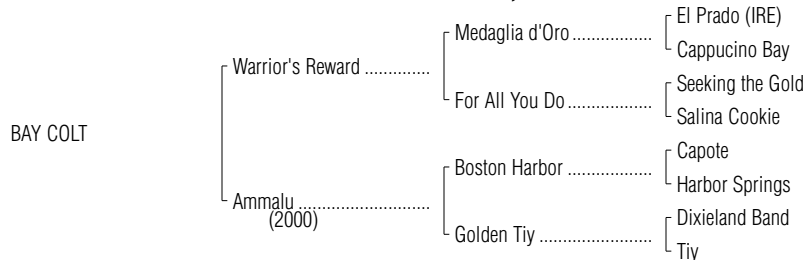 El Prado (IRE)
Medaglia d'Oro ..................
Cappucino Bay
Warrior's Reward ..............
Seeking the Gold
For All You Do ...................
Salina Cookie
BAY COLT
Capote
Boston Harbor ...................
Harbor Springs
Ammalu ............................
(2000)
Dixieland Band
Golden Tiy .........................
Tiy